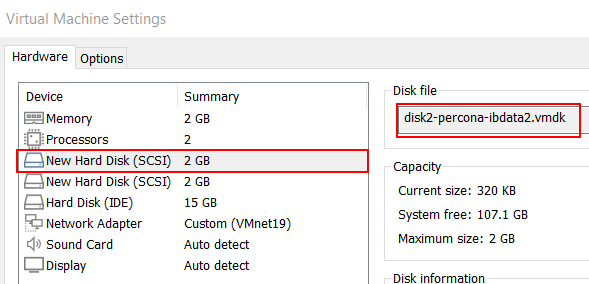 Virtual Machine Settings
Hardware Options
Device Summary
Memory 2 GB
Processors 2
New Hard Disk (SCSI) 2 GB
New Hard Disk (SCSI) 2 GB
Hard Disk (IDE) 15 GB
Network Adapter Custom (VMnet19)
Sound Card Auto detect
Display Auto detect
Disk file
disk2-percona-ibdata2.vmdk
Capacity
Current size: 320 KB
System free: 107.1 GB
Maximum size: 2 GB
Disk information